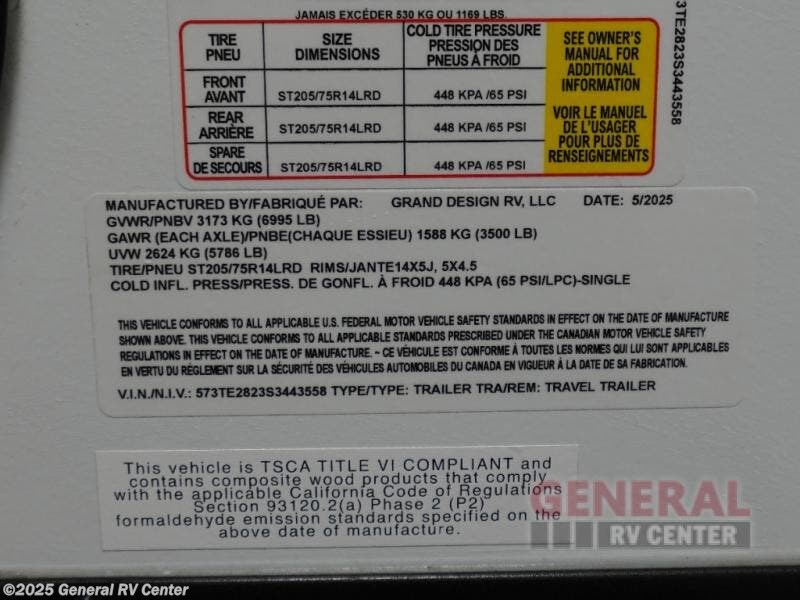 JAMAIS EXCÉDER 530 KG OU 1169 LBS.
TIRE PNEU
SIZE DIMENSIONS
COLD TIRE PRESSURE PRESSION DES PNEUS À FROID
SEE OWNER'S MANUAL FOR ADDITIONAL INFORMATION
VOIR LE MANUEL DE L'USAGER POUR PLUS DE RENSEIGNEMENTS
FRONT AVANT
ST205/75R14LRD
448 KPA /65 PSI
REAR ARRIÈRE
ST205/75R14LRD
448 KPA /65 PSI
SPARE DE SECOURS
ST205/75R14LRD
448 KPA /65 PSI
3TE2823S3443558
MANUFACTURED BY/FABRIQUÉ PAR: GRAND DESIGN RV, LLC DATE: 5/2025
GVWR/PNBV 3173 KG (6995 LB)
GAWR (EACH AXLE)/PNBE(CHAQUE ESSIEU) 1588 KG (3500 LB)
UVW 2624 KG (5786 LB)
TIRE/PNEU ST205/75R14LRD RIMS/JANTE14X5J, 5X4.5
COLD INFL. PRESS/PRESS. DE GONFL. À FROID 448 KPA (65 PSI/LPC)-SINGLE
THIS VEHICLE CONFORMS TO ALL APPLICABLE U.S. FEDERAL MOTOR VEHICLE SAFETY STANDARDS IN EFFECT ON THE DATE OF MANUFACTURE
SHOWN ABOVE. THIS VEHICLE CONFORMS TO ALL APPLICABLE STANDARDS PRESCRIBED UNDER THE CANADIAN MOTOR VEHICLE SAFETY
REGULATIONS IN EFFECT ON THE DATE OF MANUFACTURE. ~ CE VÉHICULE EST CONFORME À TOUTES LES NORMES QUI LUI SONT APPLICABLES
EN VERTU DU RÉGLEMENT SUR LA SÉCURITÉ DES VÉHICULES AUTOMOBILES DU CANADA EN VIGUEUR À LA DATE DE SA FABRICATION.
V.I.N./N.I.V.: 573TE2823S3443558 TYPE/TYPE: TRAILER TRA/REM: TRAVEL TRAILER
This vehicle is TSCA TITLE VI COMPLIANT and
contains composite wood products that comply
with the applicable California Code of Regulations
Section 93120.2(a) Phase 2 (P2)
formaldehyde emission standards specified on the
above date of manufacture.
GENERAL
RV CENTER
©2025 General RV Center